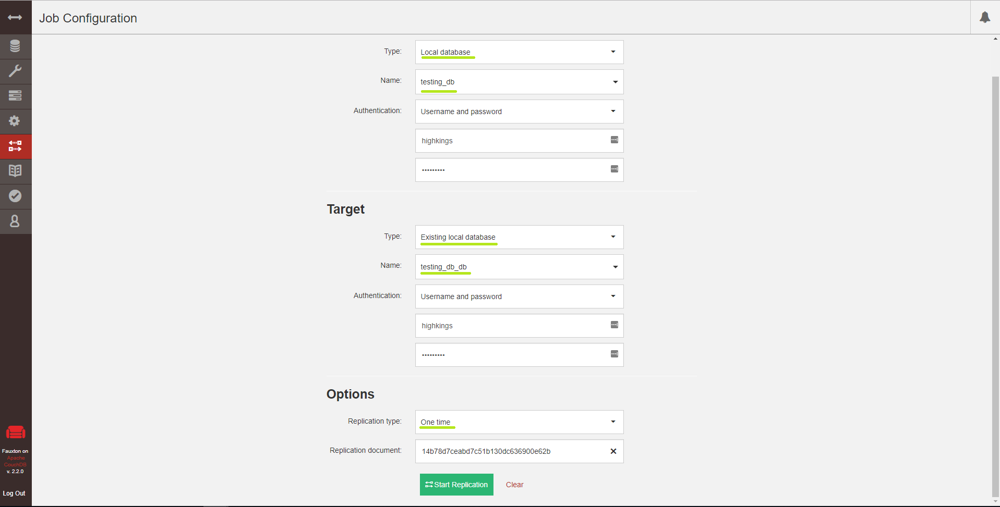 Job Configuration
Type: Local database
Name: testing_db
Authentication: Username and password
highkings
•••••••••
Target
Type: Existing local database
Name: testing_db_db
Authentication: Username and password
highkings
•••••••••
Options
Replication type: One time
Replication document: 14b78d7ceabd7c51b130dc636900e62b
Start Replication Clear
Fauxton on
Apache
CouchDB
v. 2.2.0
Log Out